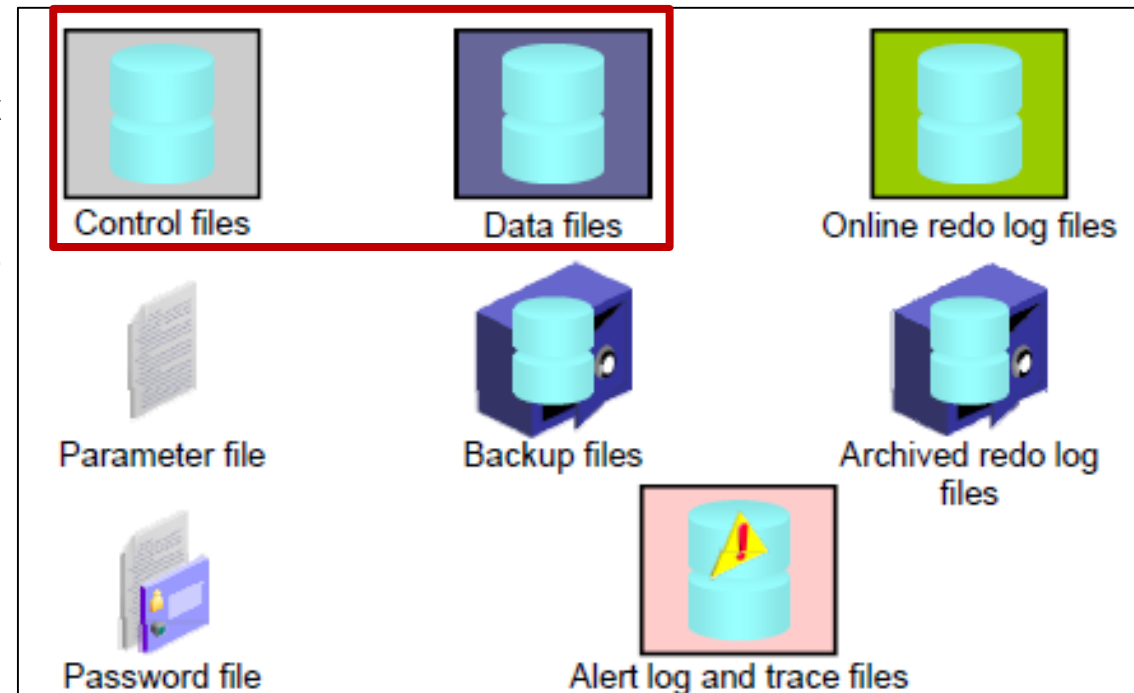 Control files
Data files
Online redo log files
Parameter file
Backup files
Archived redo log
files
Password file
Alert log and trace files